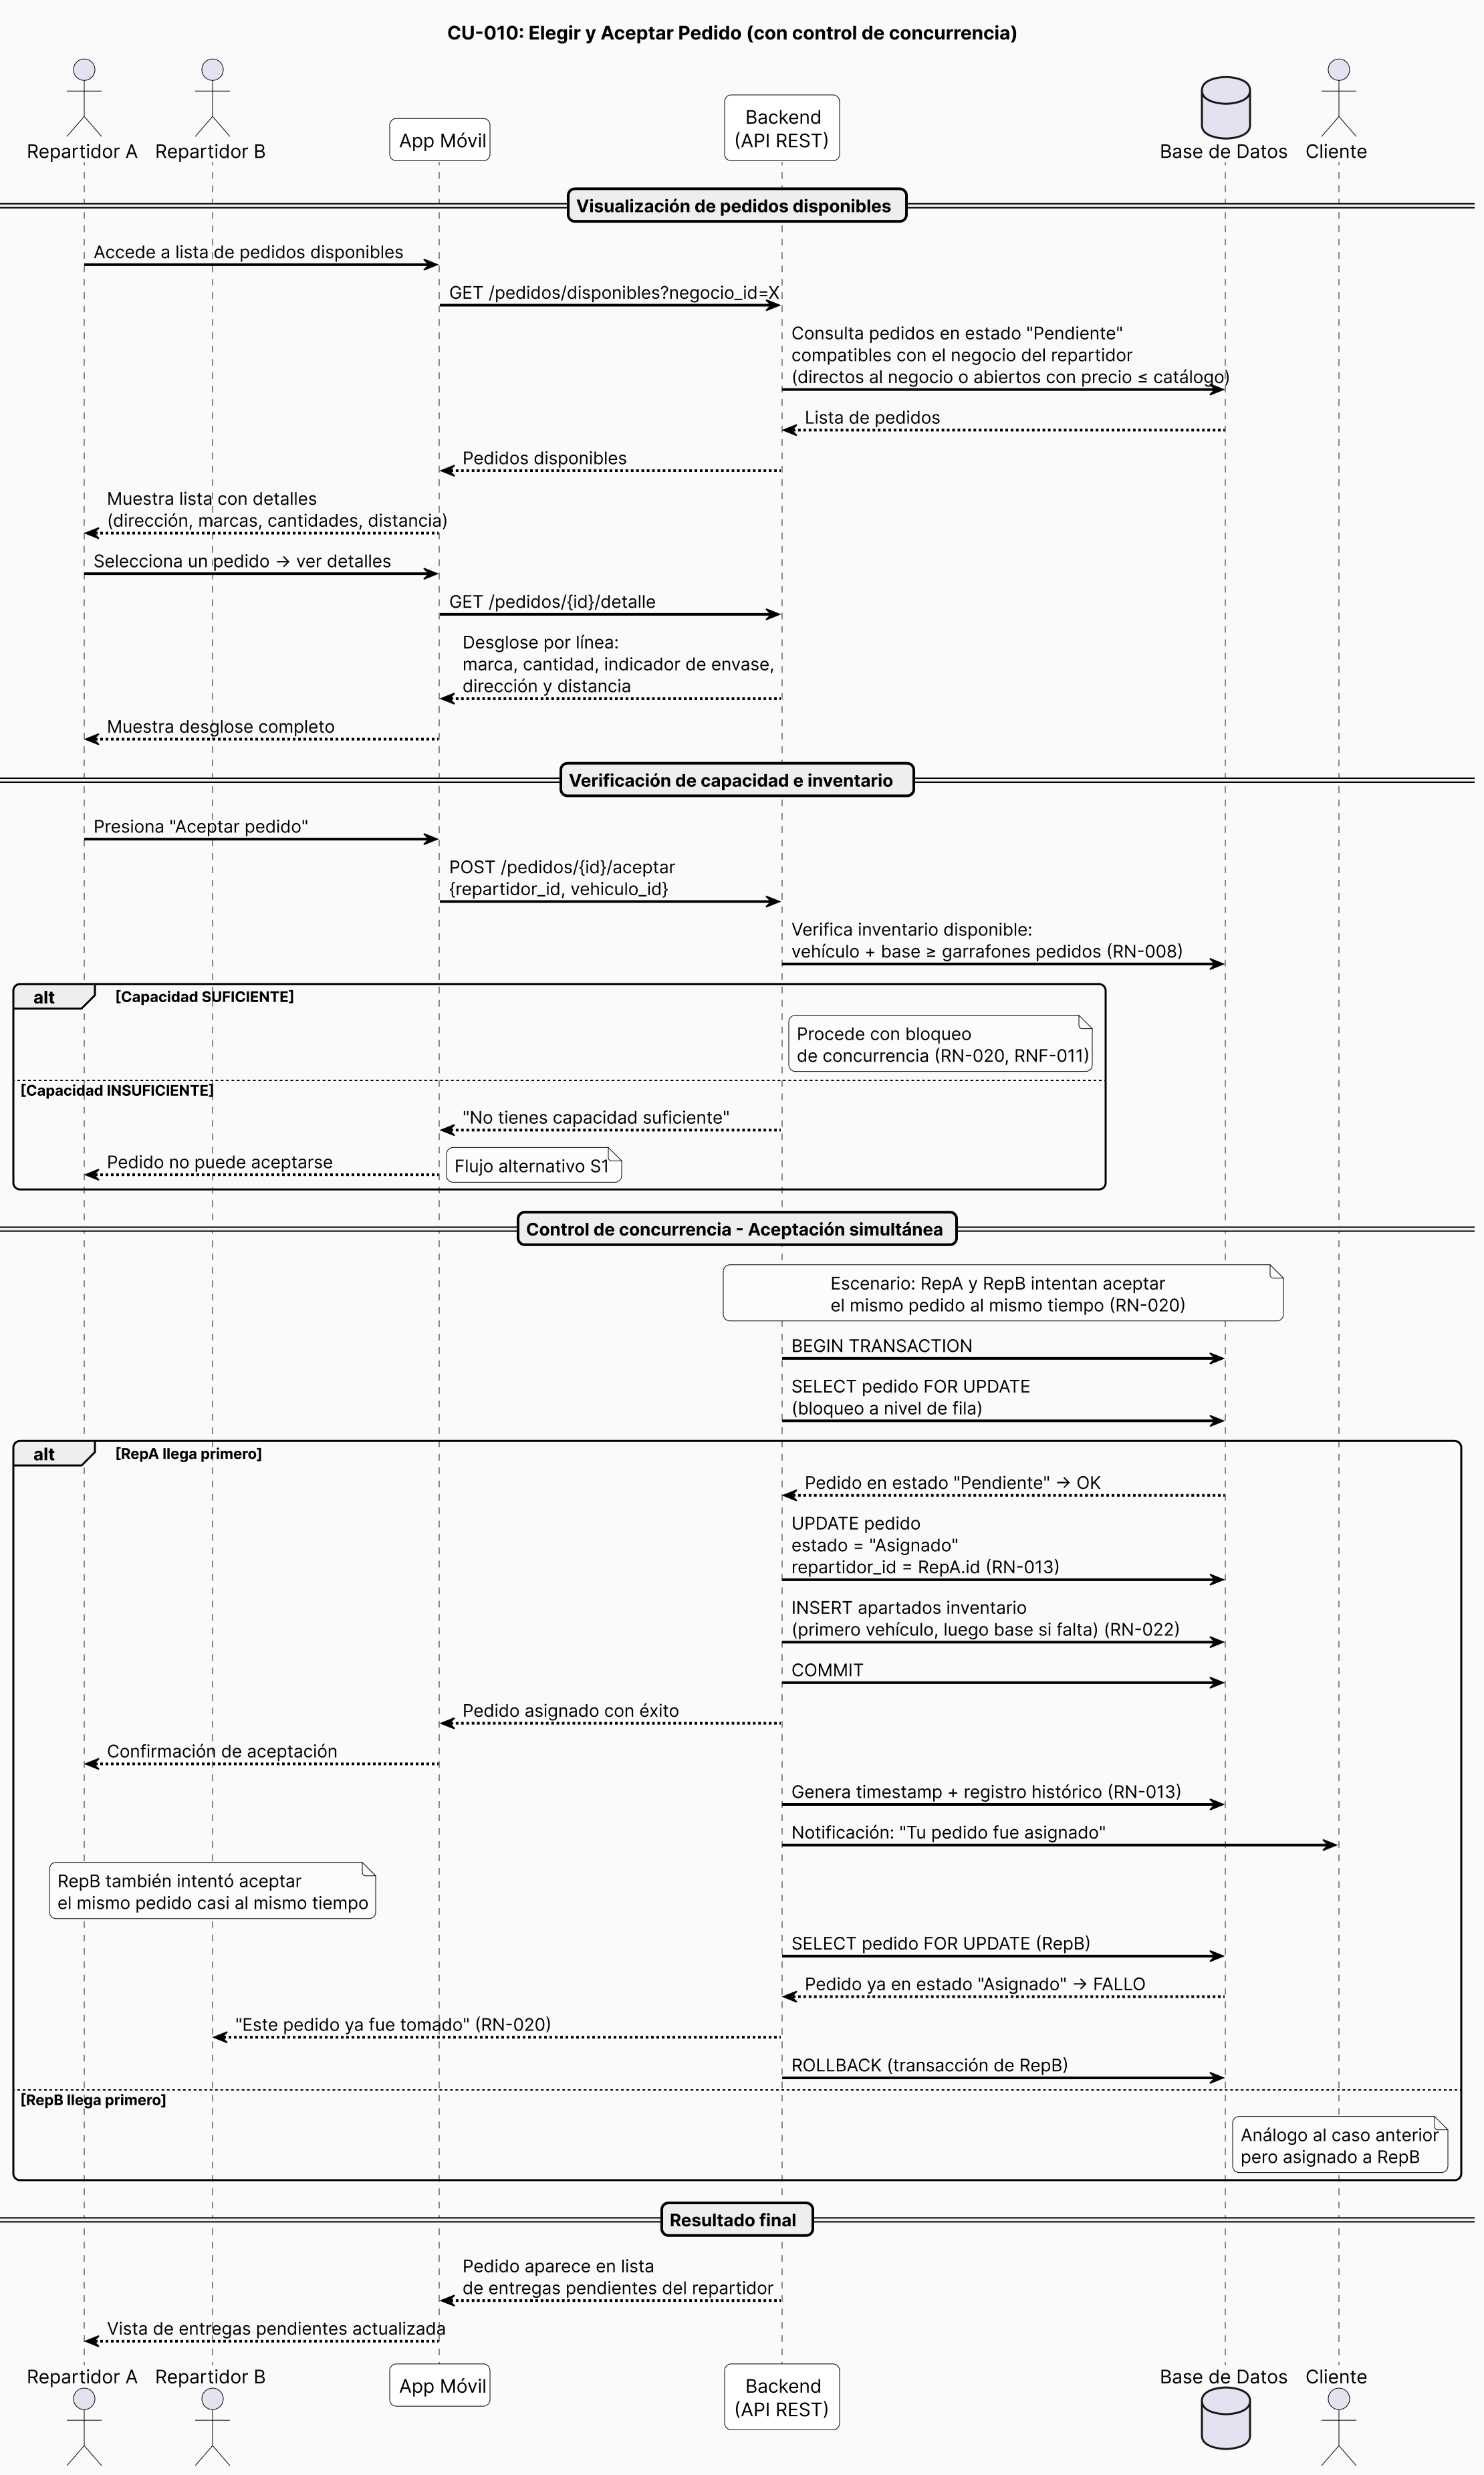 CU-010: Elegir y Aceptar Pedido (con control de concurrencia)
Repartidor A
Repartidor B
App Móvil
Backend
(API REST)
Base de Datos
Cliente
Visualización de pedidos disponibles
Accede a lista de pedidos disponibles
GET /pedidos/disponibles?negocio_id=X
Consulta pedidos en estado "Pendiente"
compatibles con el negocio del repartidor
(directos al negocio o abiertos con precio ≤ catálogo)
Lista de pedidos
Pedidos disponibles
Muestra lista con detalles
(dirección, marcas, cantidades, distancia)
Selecciona un pedido → ver detalles
GET /pedidos/{id}/detalle
Desglose por línea:
marca, cantidad, indicador de envase,
dirección y distancia
Muestra desglose completo
Verificación de capacidad e inventario
Presiona "Aceptar pedido"
POST /pedidos/{id}/aceptar
{repartidor_id, vehiculo_id}
Verifica inventario disponible:
vehículo + base ≥ garrafones pedidos (RN-008)
alt
[Capacidad SUFICIENTE]
Procede con bloqueo
de concurrencia (RN-020, RNF-011)
[Capacidad INSUFICIENTE]
"No tienes capacidad suficiente"
Pedido no puede aceptarse
Flujo alternativo S1
Control de concurrencia - Aceptación simultánea
Escenario: RepA y RepB intentan aceptar
el mismo pedido al mismo tiempo (RN-020)
BEGIN TRANSACTION
SELECT pedido FOR UPDATE
(bloqueo a nivel de fila)
alt
[RepA llega primero]
Pedido en estado "Pendiente" → OK
UPDATE pedido
estado = "Asignado"
repartidor_id = RepA.id (RN-013)
INSERT apartados inventario
(primero vehículo, luego base si falta) (RN-022)
COMMIT
Pedido asignado con éxito
Confirmación de aceptación
Genera timestamp + registro histórico (RN-013)
Notificación: "Tu pedido fue asignado"
RepB también intentó aceptar
el mismo pedido casi al mismo tiempo
SELECT pedido FOR UPDATE (RepB)
Pedido ya en estado "Asignado" → FALLO
"Este pedido ya fue tomado" (RN-020)
ROLLBACK (transacción de RepB)
[RepB llega primero]
Análogo al caso anterior
pero asignado a RepB
Resultado final
Pedido aparece en lista
de entregas pendientes del repartidor
Vista de entregas pendientes actualizada
Repartidor A
Repartidor B
App Móvil
Backend
(API REST)
Base de Datos
Cliente